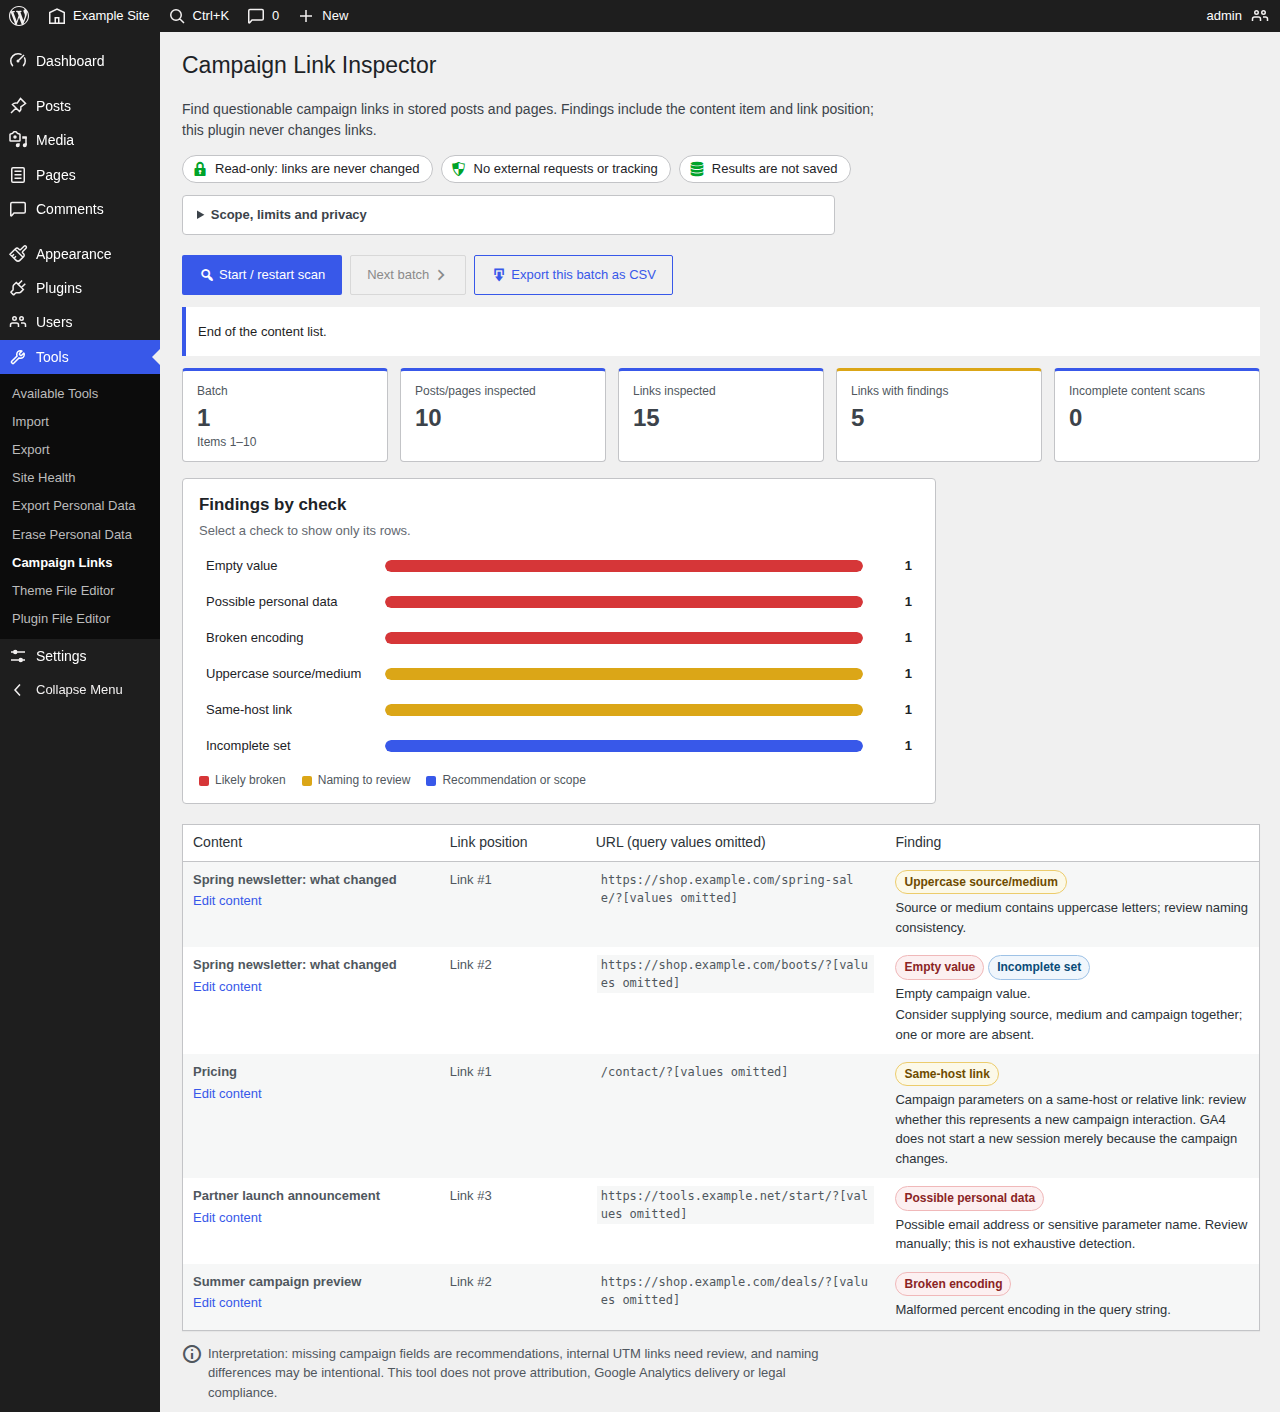 Example Site
Ctrl+K
0
New
admin
Dashboard
Posts
Media
Pages
Comments
Appearance
Plugins
Users
Tools
Available Tools
Import
Export
Site Health
Export Personal Data
Erase Personal Data
Campaign Links
Theme File Editor
Plugin File Editor
Settings
Collapse Menu
Campaign Link Inspector
Find questionable campaign links in stored posts and pages. Findings include the content item and link position;
this plugin never changes links.
Read-only: links are never changed
No external requests or tracking
Results are not saved
Scope, limits and privacy
Start / restart scan
Next batch
Export this batch as CSV
End of the content list.
Batch
1
Items 1–10
Posts/pages inspected
10
Links inspected
15
Links with findings
5
Incomplete content scans
0
Findings by check
Select a check to show only its rows.
Empty value 1
Possible personal data 1
Broken encoding 1
Uppercase source/medium 1
Same-host link 1
Incomplete set 1
Likely broken
Naming to review
Recommendation or scope
Content
Link position
URL (query values omitted)
Finding
Spring newsletter: what changed
Edit content
Link #1
https://shop.example.com/spring-sal
e/?[values omitted]
Uppercase source/medium
Source or medium contains uppercase letters; review naming
consistency.
Spring newsletter: what changed
Edit content
Link #2
https://shop.example.com/boots/?[valu
es omitted]
Empty value
Incomplete set
Empty campaign value.
Consider supplying source, medium and campaign together;
one or more are absent.
Pricing
Edit content
Link #1
/contact/?[values omitted]
Same-host link
Campaign parameters on a same-host or relative link: review
whether this represents a new campaign interaction. GA4
does not start a new session merely because the campaign
changes.
Partner launch announcement
Edit content
Link #3
https://tools.example.net/start/?[val
ues omitted]
Possible personal data
Possible email address or sensitive parameter name. Review
manually; this is not exhaustive detection.
Summer campaign preview
Edit content
Link #2
https://shop.example.com/deals/?[valu
es omitted]
Broken encoding
Malformed percent encoding in the query string.
Interpretation: missing campaign fields are recommendations, internal UTM links need review, and naming
differences may be intentional. This tool does not prove attribution, Google Analytics delivery or legal
compliance.